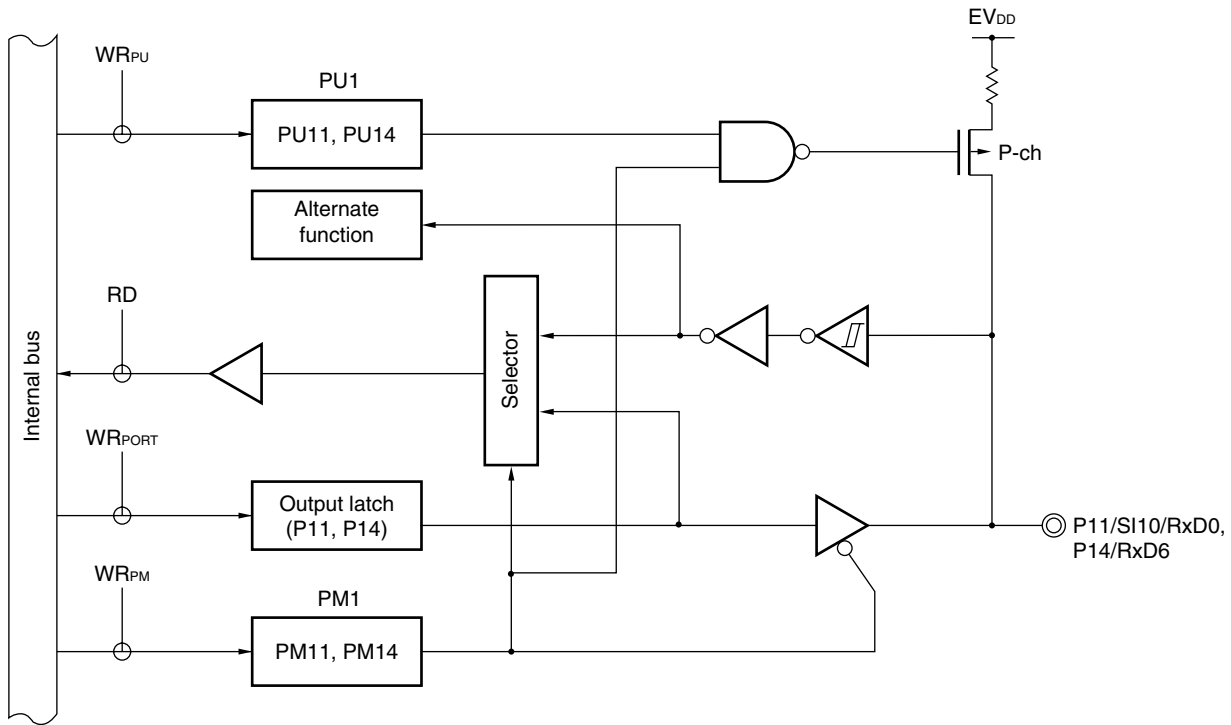 EVDD
WRPU
PU1
PU11, PU14
P-ch
Alternate
function
RD
Internal bus
Selector
WRPORT
Output latch
(P11, P14)
P11/SI10/RxD0,
P14/RxD6
WRPM
PM1
PM11, PM14